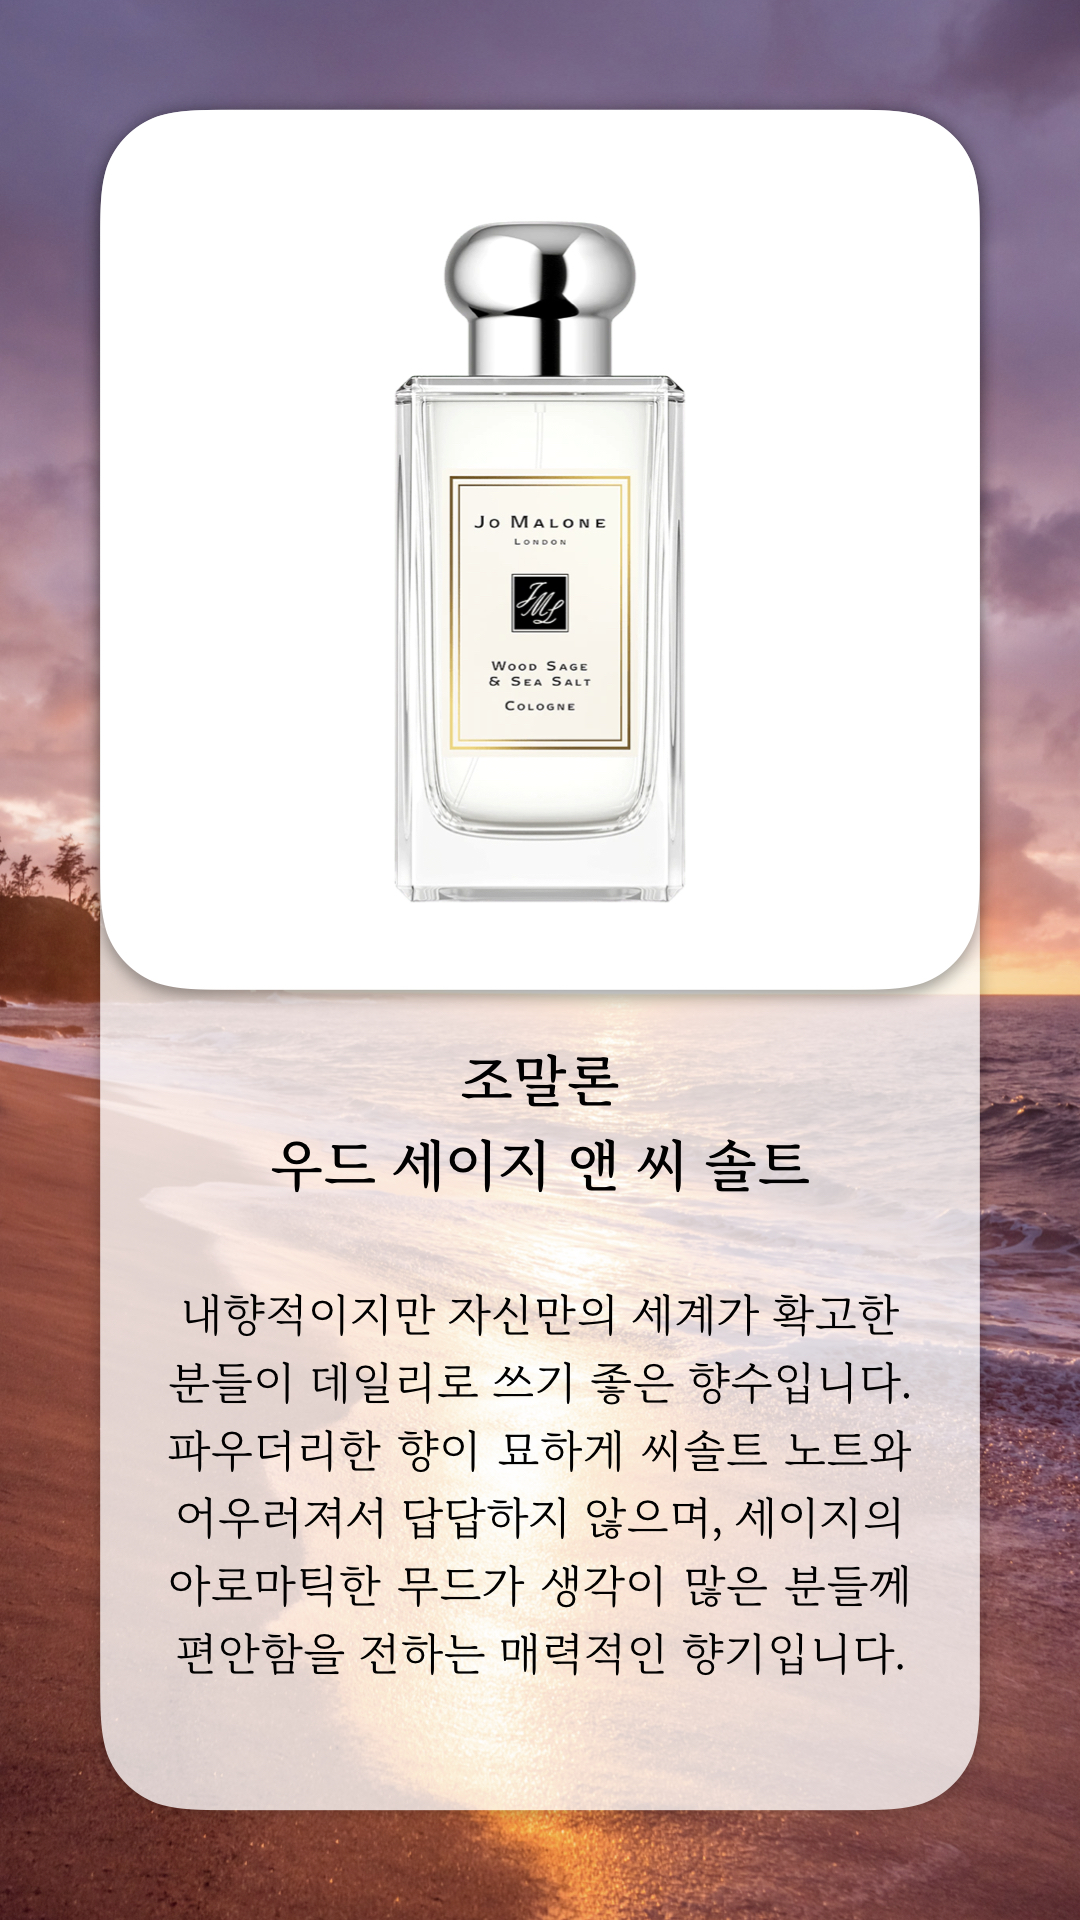 JO MALONE
LONDON
JML
WOOD SAGE
& SEA SALT
COLOGNE
조말론
우드 세이지 앤 씨 솔트
내향적이지만 자신만의 세계가 확고한
분들이 데일리로 쓰기 좋은 향수입니다.
파우더리한 향이 묘하게 씨솔트 노트와
어우러져서 답답하지 않으며, 세이지의
아로마틱한 무드가 생각이 많은 분들께
편안함을 전하는 매력적인 향기입니다.